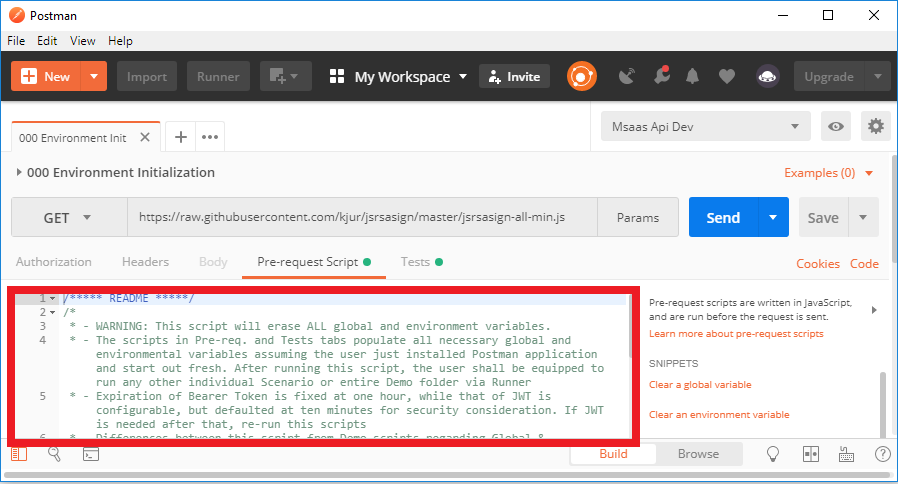 Postman
File Edit View Help
New Import Runner My Workspace Invite Upgrade
000 Environment Init
Msaas Api Dev
000 Environment Initialization
Examples (0)
GET https://raw.githubusercontent.com/kjur/jsrsasign/master/jsrsasign-all-min.js Params Send Save
Authorization Headers Body Pre-request Script Tests Cookies Code
1 /***** README *****/
2 /*
3 * - WARNING: This script will erase ALL global and environment variables.
4 * - The scripts in Pre-req. and Tests tabs populate all necessary global and
environmental variables assuming the user just installed Postman application
and start out fresh. After running this script, the user shall be equipped to
run any other individual Scenario or entire Demo folder via Runner
5 * - Expiration of Bearer Token is fixed at one hour, while that of JWT is
configurable, but defaulted at ten minutes for security consideration. If JWT
is needed after that, re-run this scripts
6 * - Differences between this script from Demo scripts regarding Global &
Pre-request scripts are written in JavaScript,
and are run before the request is sent.
Learn more about pre-request scripts
SNIPPETS
Clear a global variable
Clear an environment variable
Build Browse